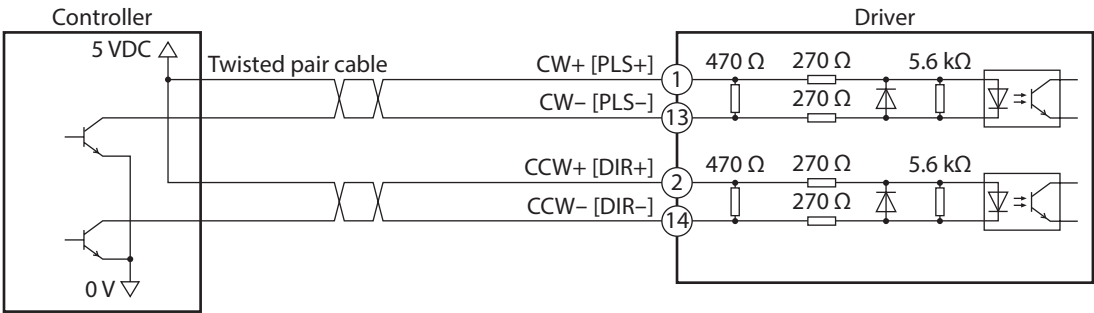 Controller
Driver
5 VDC
Twisted pair cable
CW+ [PLS+]
1
470 Ω
270 Ω
5.6 kΩ
CW– [PLS–]
13
270 Ω
CCW+ [DIR+]
2
470 Ω
270 Ω
5.6 kΩ
CCW– [DIR–]
14
270 Ω
0 V